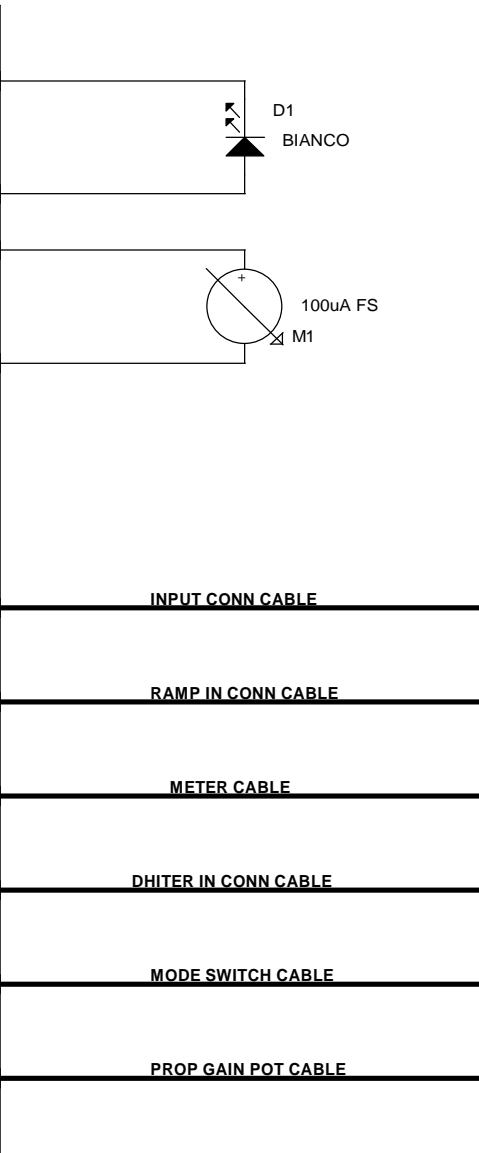 D1
BIANCO
+
100uA FS
M1
INPUT CONN CABLE
RAMP IN CONN CABLE
METER CABLE
DHITER IN CONN CABLE
MODE SWITCH CABLE
PROP GAIN POT CABLE